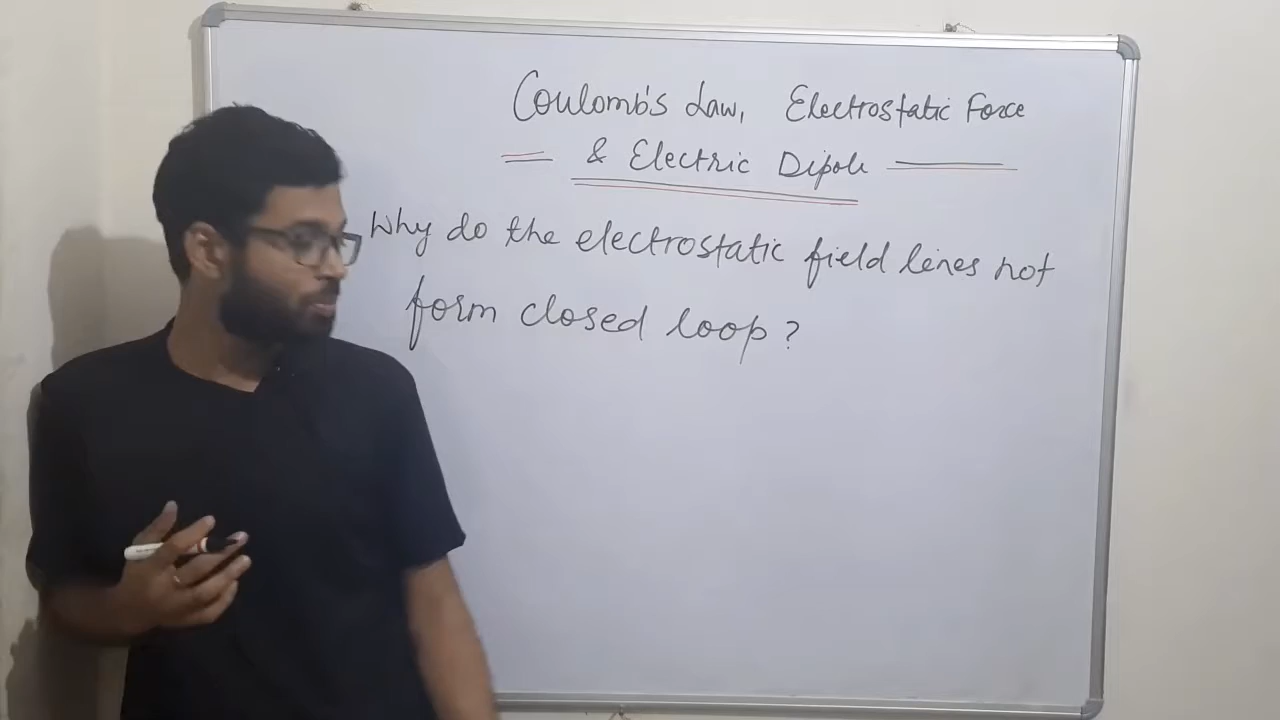 Coulomb's Law, Electrostatic Force
& Electric Dipole
Why do the electrostatic field lines not
form closed loop?